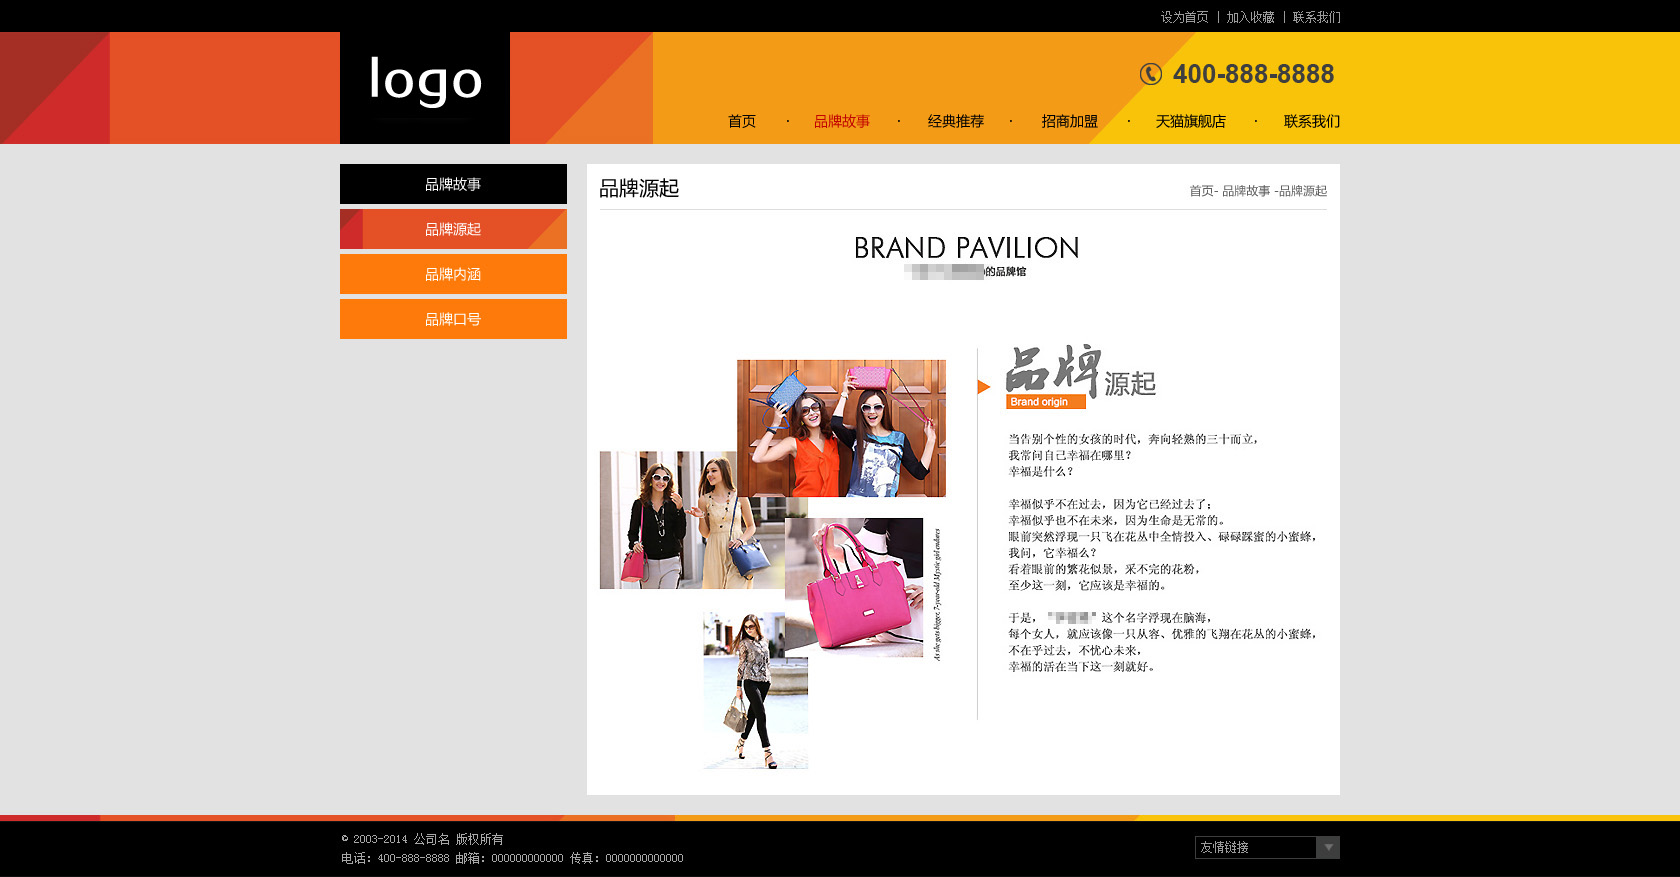 设为首页 | 加入收藏 | 联系我们
logo
400-888-8888
首页 · 品牌故事 · 经典推荐 · 招商加盟 · 天猫旗舰店 · 联系我们
品牌故事
品牌源起
品牌内涵
品牌口号
品牌源起
首页- 品牌故事 -品牌源起
BRAND PAVILION
的品牌馆
品牌源起
Brand origin
当告别个性的女孩的时代，奔向轻熟的三十而立，
我常问自己幸福在哪里？
幸福是什么？
幸福似乎不在过去，因为它已经过去了；
幸福似乎也不在未来，因为生命是无常的。
眼前突然浮现一只飞在花丛中全情投入、碌碌踩蜜的小蜜蜂，
我问，它幸福么？
看着眼前的繁花似景，采不完的花粉，
至少这一刻，它应该是幸福的。
于是，“ ”这个名字浮现在脑海，
每个女人，就应该像一只从容、优雅的飞翔在花丛的小蜜蜂，
不在乎过去，不忧心未来，
幸福的活在当下这一刻就好。
As she gets bigger, 7-year-old Mystic girl endures
© 2003-2014 公司名 版权所有
电话：400-888-8888 邮箱：000000000000 传真：0000000000000
友情链接